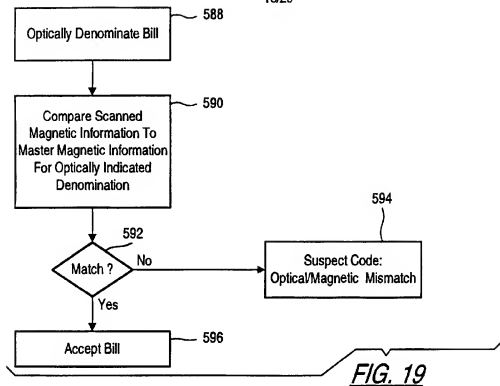 588
Optically Denominate Bill
590
Compare Scanned
Magnetic Information To
Master Magnetic Information
For Optically Indicated
Denomination
592
Match ?
No
594
Suspect Code:
Optical/Magnetic Mismatch
Yes
Accept Bill
596
FIG. 19